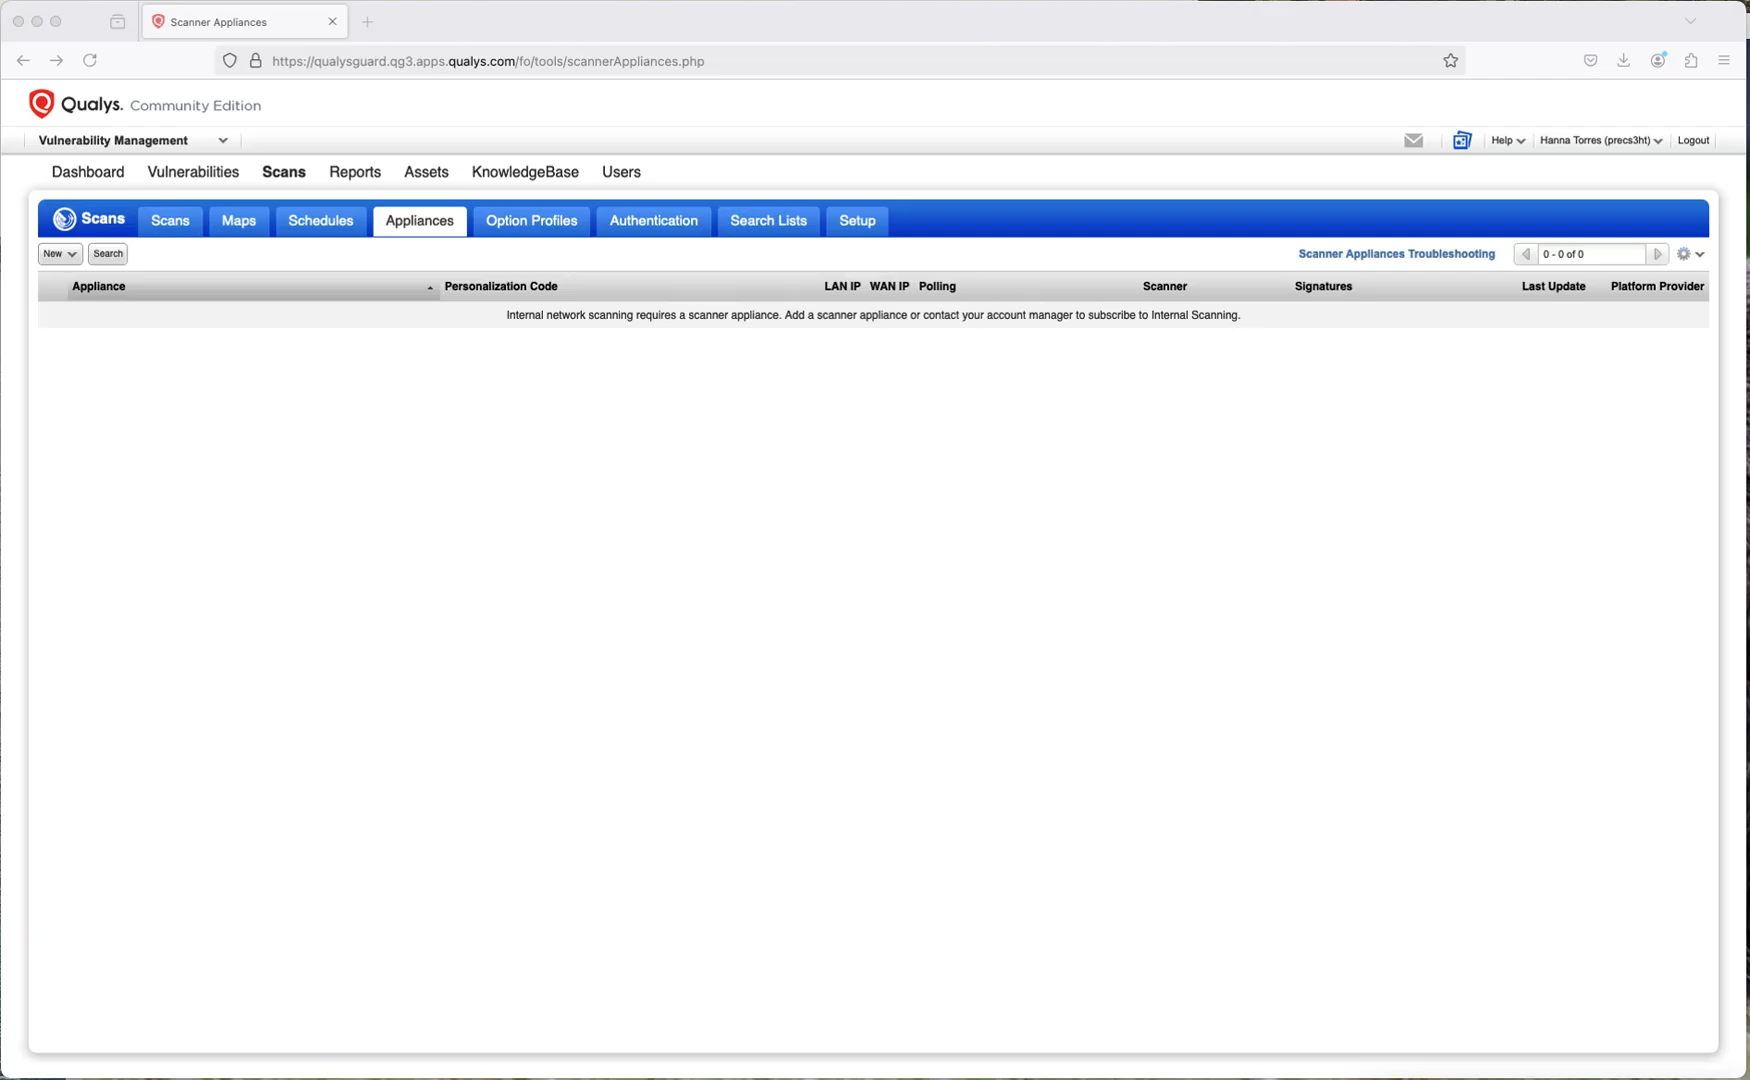 Scanner Appliances
https://qualysguard.qg3.apps.qualys.com/fo/tools/scannerAppliances.php
Qualys. Community Edition
Vulnerability Management
Help Hanna Torres (precs3ht) Logout
Dashboard Vulnerabilities Scans Reports Assets KnowledgeBase Users
Scans Scans Maps Schedules Appliances Option Profiles Authentication Search Lists Setup
New Search Scanner Appliances Troubleshooting 0 - 0 of 0
Appliance Personalization Code LAN IP WAN IP Polling Scanner Signatures Last Update Platform Provider
Internal network scanning requires a scanner appliance. Add a scanner appliance or contact your account manager to subscribe to Internal Scanning.